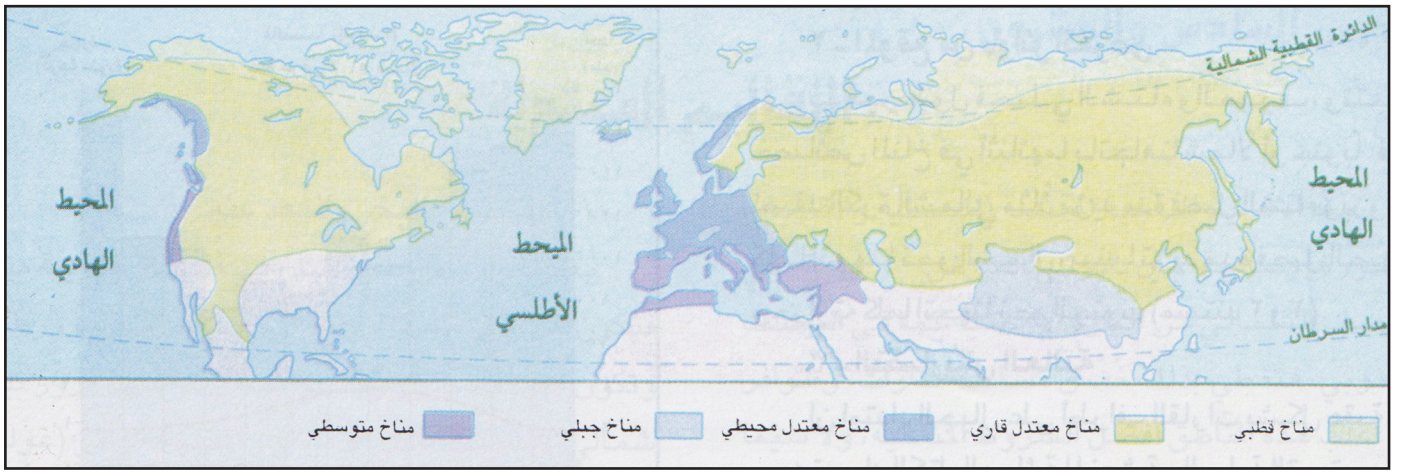 الدائرة القطبية الشمالية
المحيط
الهادي
الميحط
الأطلسي
المحيط
الهادي
مدار السرطان
مناخ قطبي
مناخ معتدل قاري
مناخ معتدل محيطي
مناخ جبلي
مناخ متوسطي